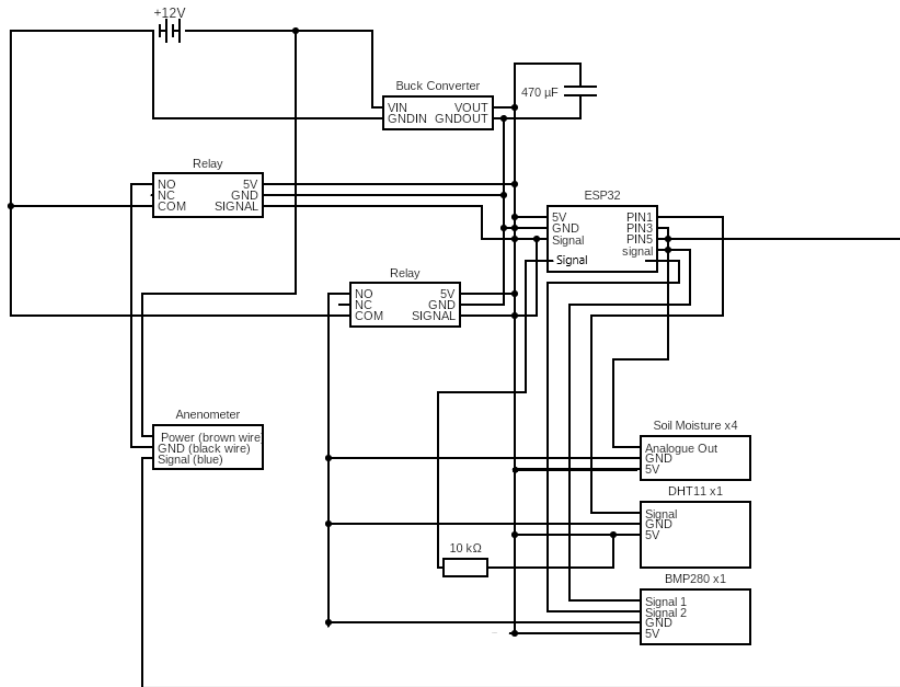 +12V
Buck Converter
470 µF
VIN VOUT
GNDIN GNDOUT
Relay
NO 5V
NC GND
COM SIGNAL
ESP32
5V PIN1
GND PIN3
Signal PIN5
signal
Signal
Relay
NO 5V
NC GND
COM SIGNAL
Anenometer
Power (brown wire
GND (black wire)
Signal (blue)
Soil Moisture x4
Analogue Out
GND
5V
DHT11 x1
Signal
GND
5V
10 kΩ
BMP280 x1
Signal 1
Signal 2
GND
5V